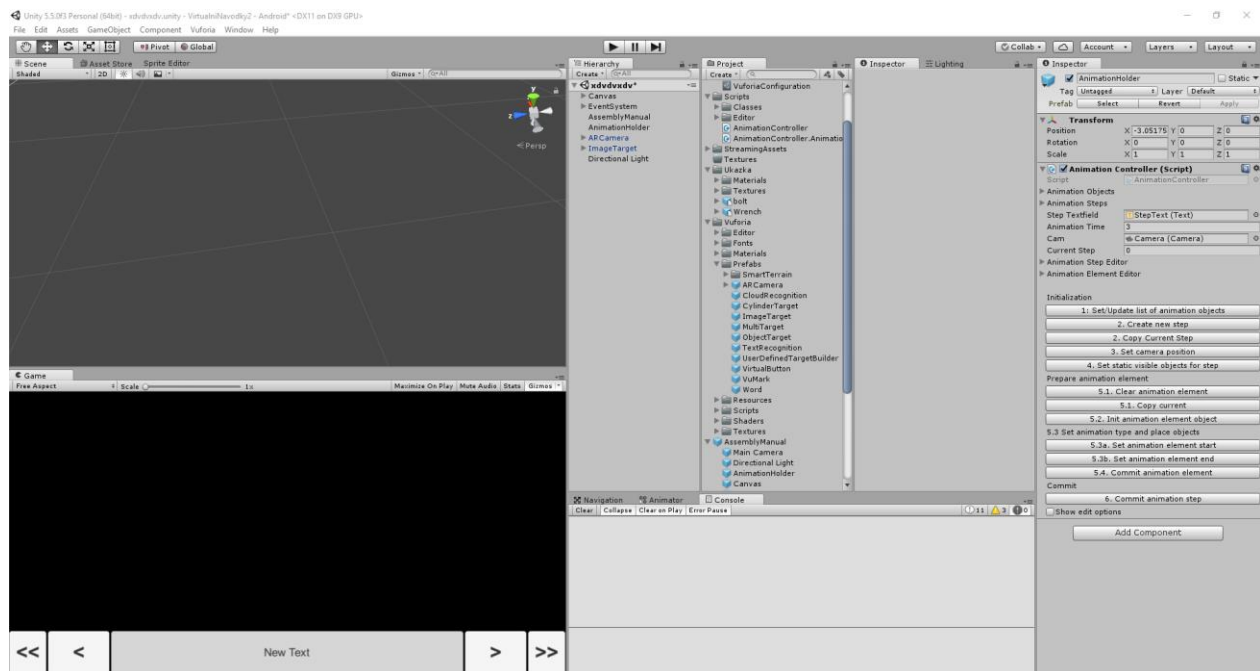 Unity 5.5.0f3 Personal (64bit) - xdvdvxdv.unity - VirtualniNavodky2 - Android* <DX11 on DX9 GPU>
File Edit Assets GameObject Component Vuforia Window Help
Pivot Global
Collab Account Layers Layout
Scene Asset Store Sprite Editor
Shaded 2D Gizmos All
y
z
Persp
Game
Free Aspect Scale 1x Maximize On Play Mute Audio Stats Gizmos
<< < New Text > >>
Hierarchy
Create All
xdvdvxdv*
Canvas
EventSystem
AssemblyManual
AnimationHolder
ARCamera
ImageTarget
Directional Light
Project
Create
VuforiaConfiguration
Scripts
Classes
Editor
AnimationController
AnimationController.Animatio
StreamingAssets
Textures
Ukazka
Materials
Textures
bolt
Wrench
Vuforia
Editor
Fonts
Materials
Prefabs
SmartTerrain
ARCamera
CloudRecognition
CylinderTarget
ImageTarget
MultiTarget
ObjectTarget
TextRecognition
UserDefinedTargetBuilder
VirtualButton
VuMark
Word
Resources
Scripts
Shaders
Textures
AssemblyManual
Main Camera
Directional Light
AnimationHolder
Canvas
Navigation Animator Console
Clear Collapse Clear on Play Error Pause 11 3 0
Inspector Lighting
Inspector
AnimationHolder Static
Tag Untagged Layer Default
Prefab Select Revert Apply
Transform
Position X -3.05175 Y 0 Z 0
Rotation X 0 Y 0 Z 0
Scale X 1 Y 1 Z 1
Animation Controller (Script)
Script AnimationController
Animation Objects
Animation Steps
Step Textfield StepText (Text)
Animation Time 3
Cam Camera (Camera)
Current Step 0
Animation Step Editor
Animation Element Editor
Initialization
1: Set/Update list of animation objects
2. Create new step
2. Copy Current Step
3. Set camera position
4. Set static visible objects for step
Prepare animation element
5.1. Clear animation element
5.1. Copy current
5.2. Init animation element object
5.3 Set animation type and place objects
5.3a. Set animation element start
5.3b. Set animation element end
5.4. Commit animation element
Commit
6. Commit animation step
Show edit options
Add Component